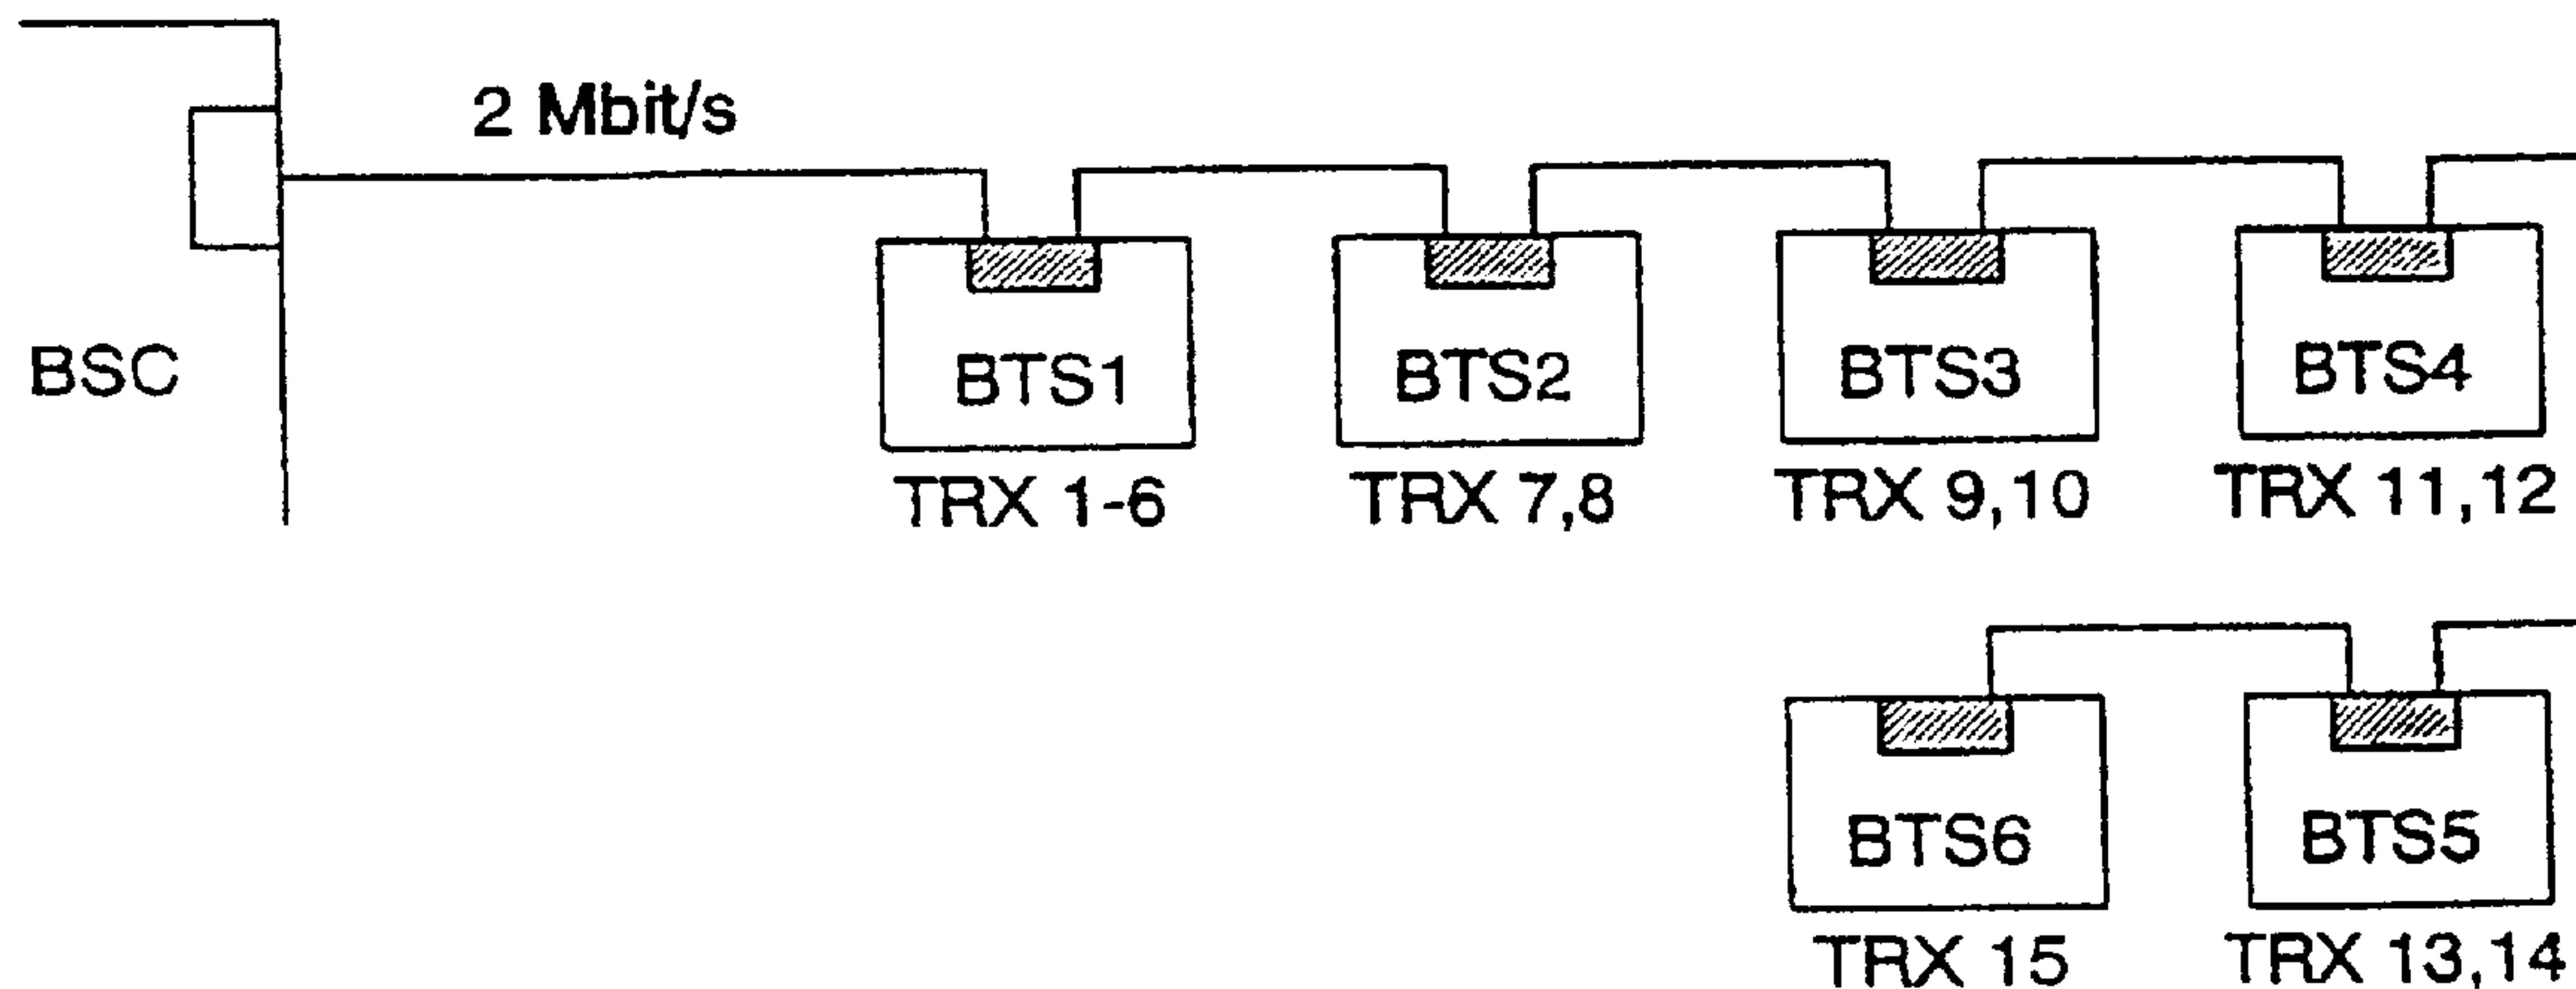 2 Mbit/s
BSC
BTS1
BTS2
BTS3
BTS4
TRX 1-6
TRX 7,8
TRX 9,10
TRX 11,12
BTS6
BTS5
TRX 15
TRX 13,14